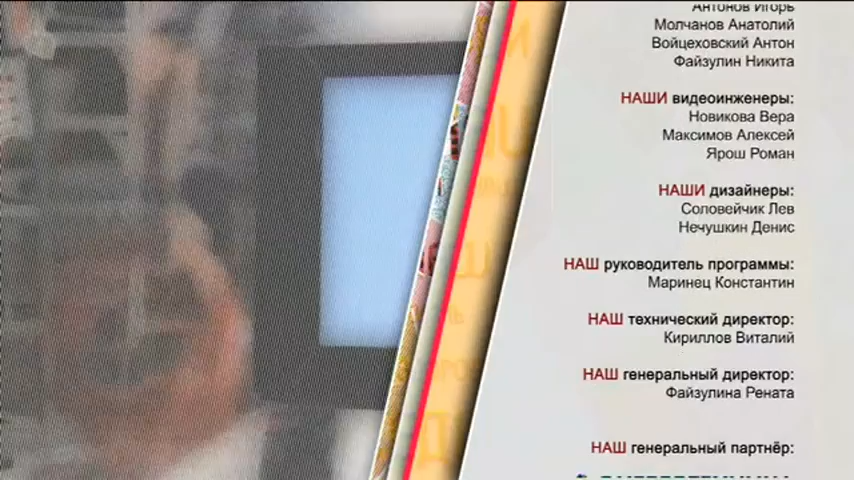 Антонов Игорь
Молчанов Анатолий
Войцеховский Антон
Файзулин Никита
НАШИ видеоинженеры:
Новикова Вера
Максимов Алексей
Ярош Роман
НАШИ дизайнеры:
Соловейчик Лев
Нечушкин Денис
НАШ руководитель программы:
Маринец Константин
НАШ технический директор:
Кириллов Виталий
НАШ генеральный директор:
Файзулина Рената
НАШ генеральный партнёр: